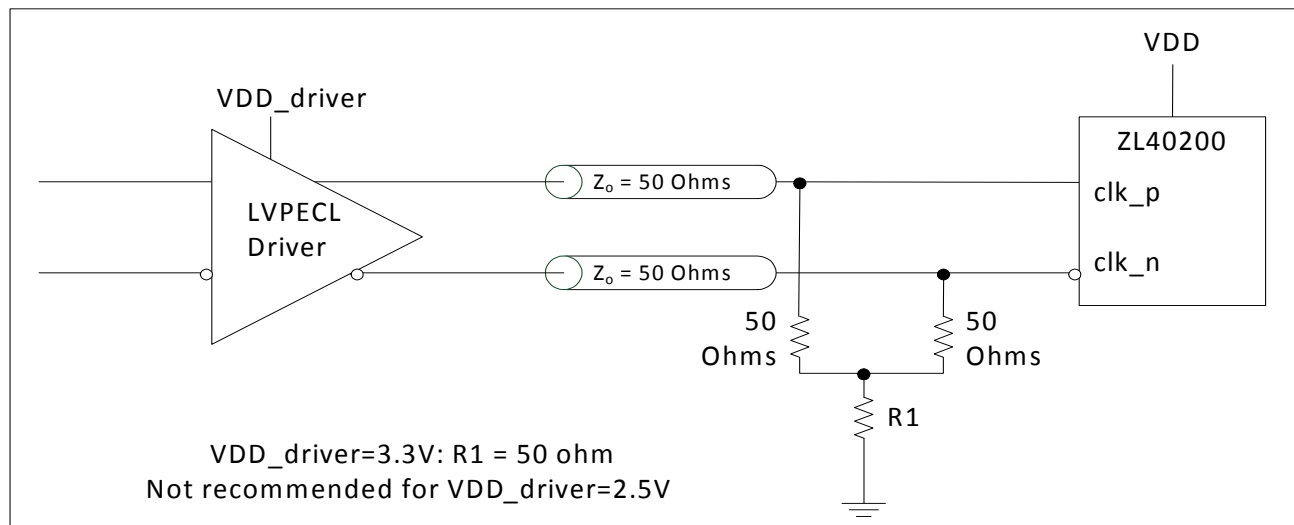 VDD
VDD_driver
ZL40200
Zₒ = 50 Ohms
clk_p
LVPECL
Driver
clk_n
Zₒ = 50 Ohms
50
Ohms
50
Ohms
R1
VDD_driver=3.3V: R1 = 50 ohm
Not recommended for VDD_driver=2.5V